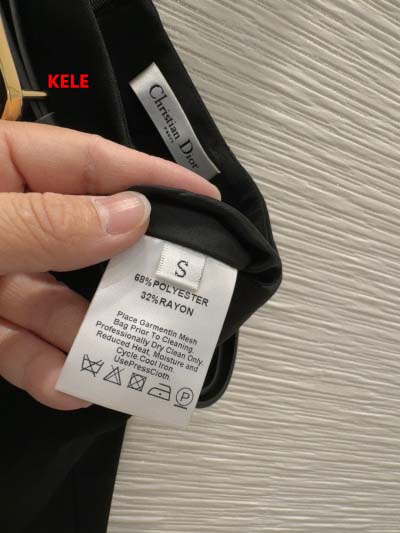 KELE
Christian Dior
PARIS
S
68%POLYESTER
32%RAYON
Place Garmentin Mesh
Bag Prior To Cleaning.
Professionally Dry Clean Only.
Reduced Heat, Moisture and
Cycle.Cool Iron.
UsePressCloth.
P